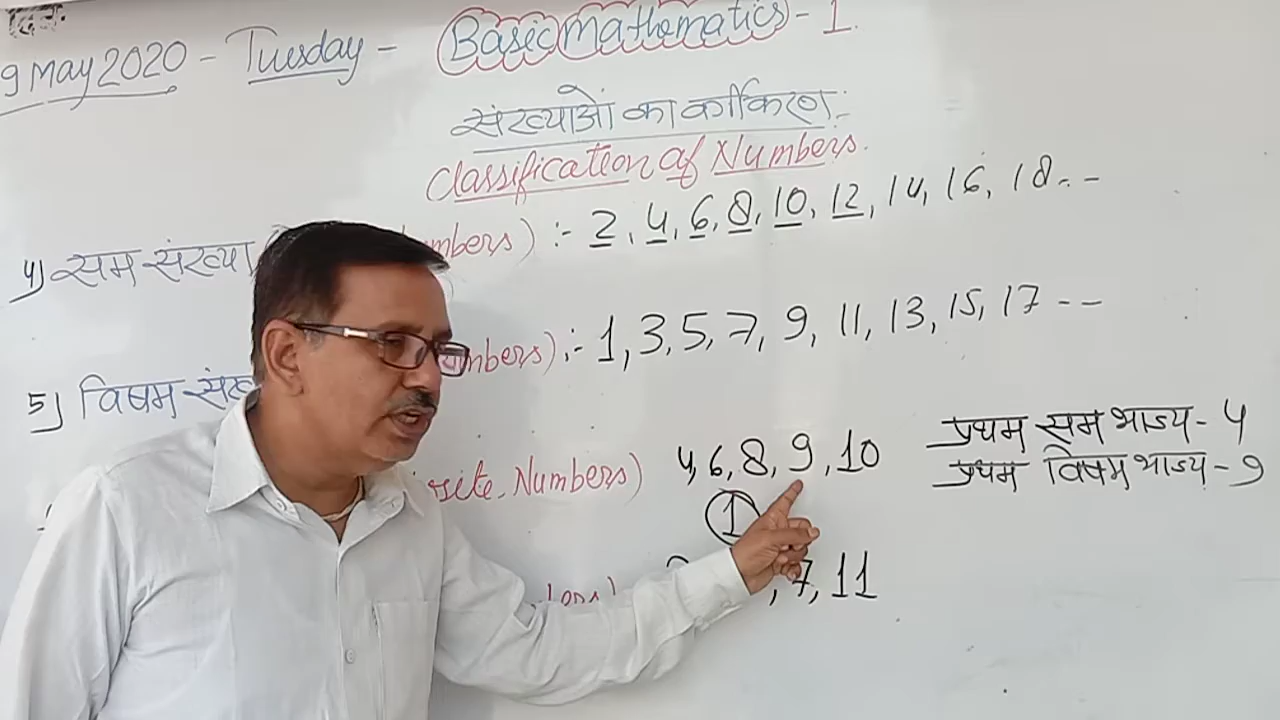 9 May 2020 - Tuesday - Basic Mathematics - 1.
संख्याओं का वर्गीकरण :-
Classification of Numbers.
4) सम संख्या mbers) :- 2, 4, 6, 8, 10, 12, 14, 16, 18 - -
5) विषम संख mbers) :- 1, 3, 5, 7, 9, 11, 13, 15, 17 - -
site Numbers) 4, 6, 8, 9, 10
1
प्रथम सम भाज्य - 4
प्रथम विषम भाज्य - 9
, 7, 11